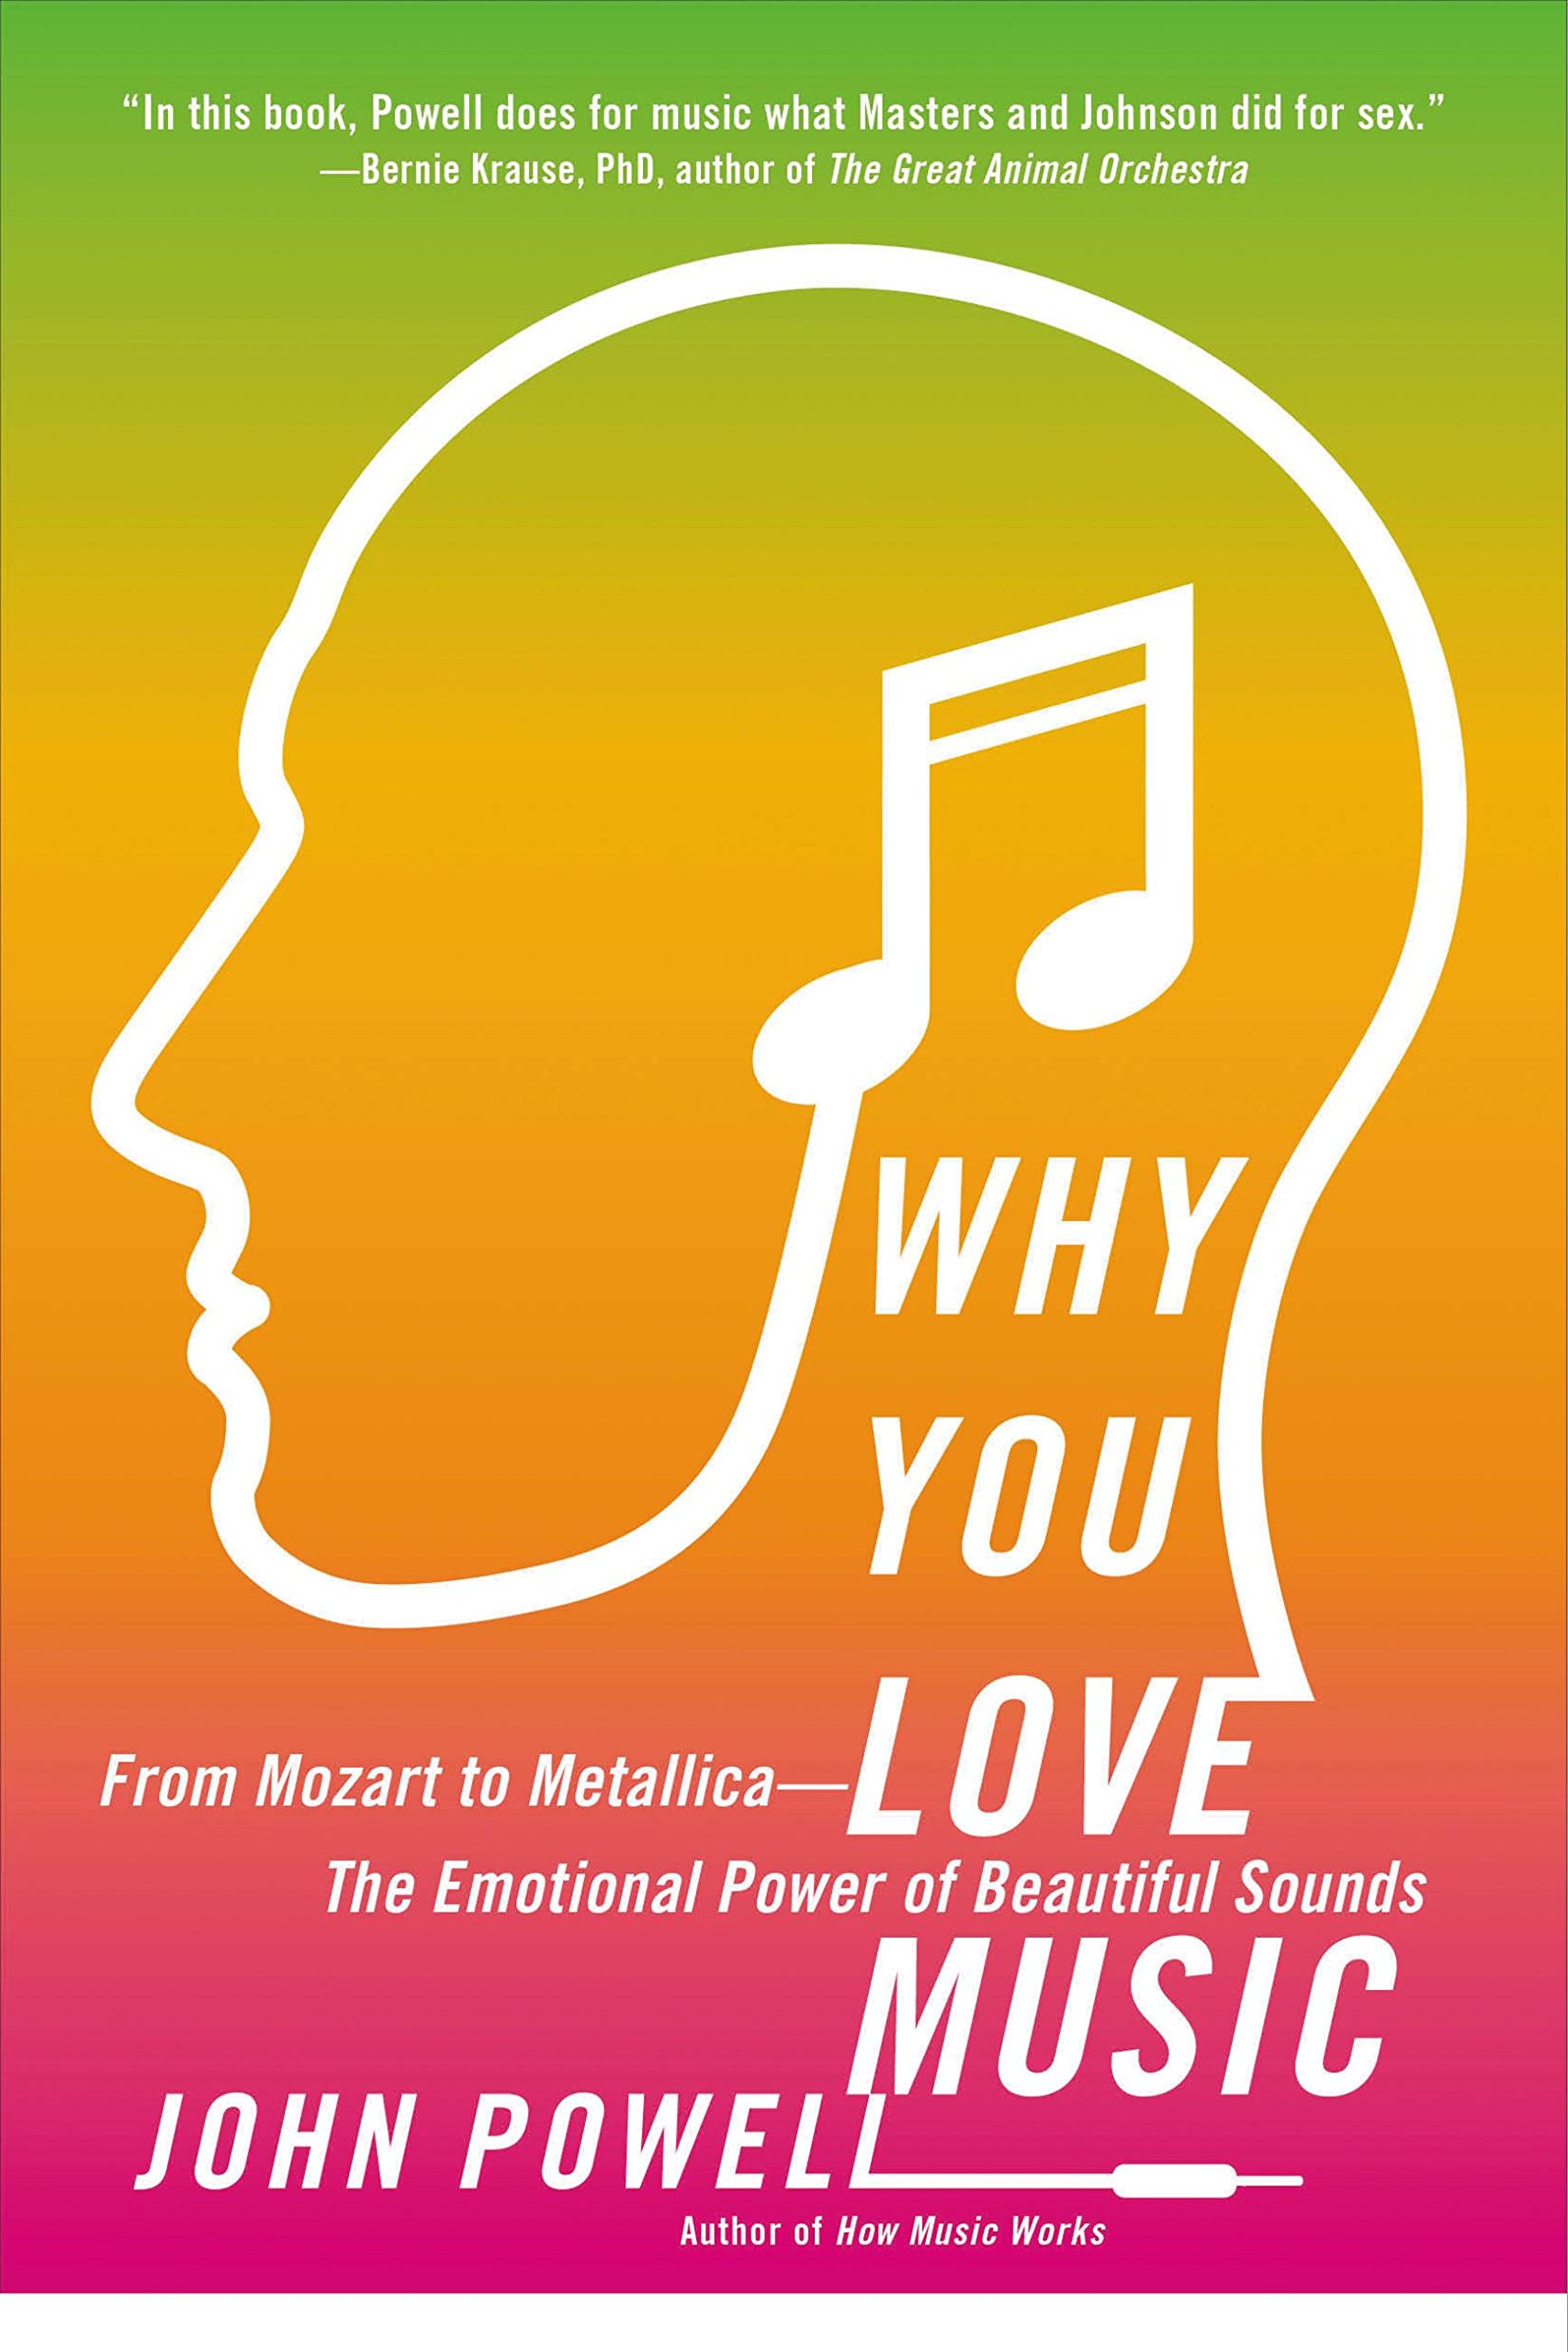 “In this book, Powell does for music what Masters and Johnson did for sex.”
—Bernie Krause, PhD, author of The Great Animal Orchestra
WHY
YOU
LOVE
MUSIC
From Mozart to Metallica—
The Emotional Power of Beautiful Sounds
JOHN POWELL
Author of How Music Works